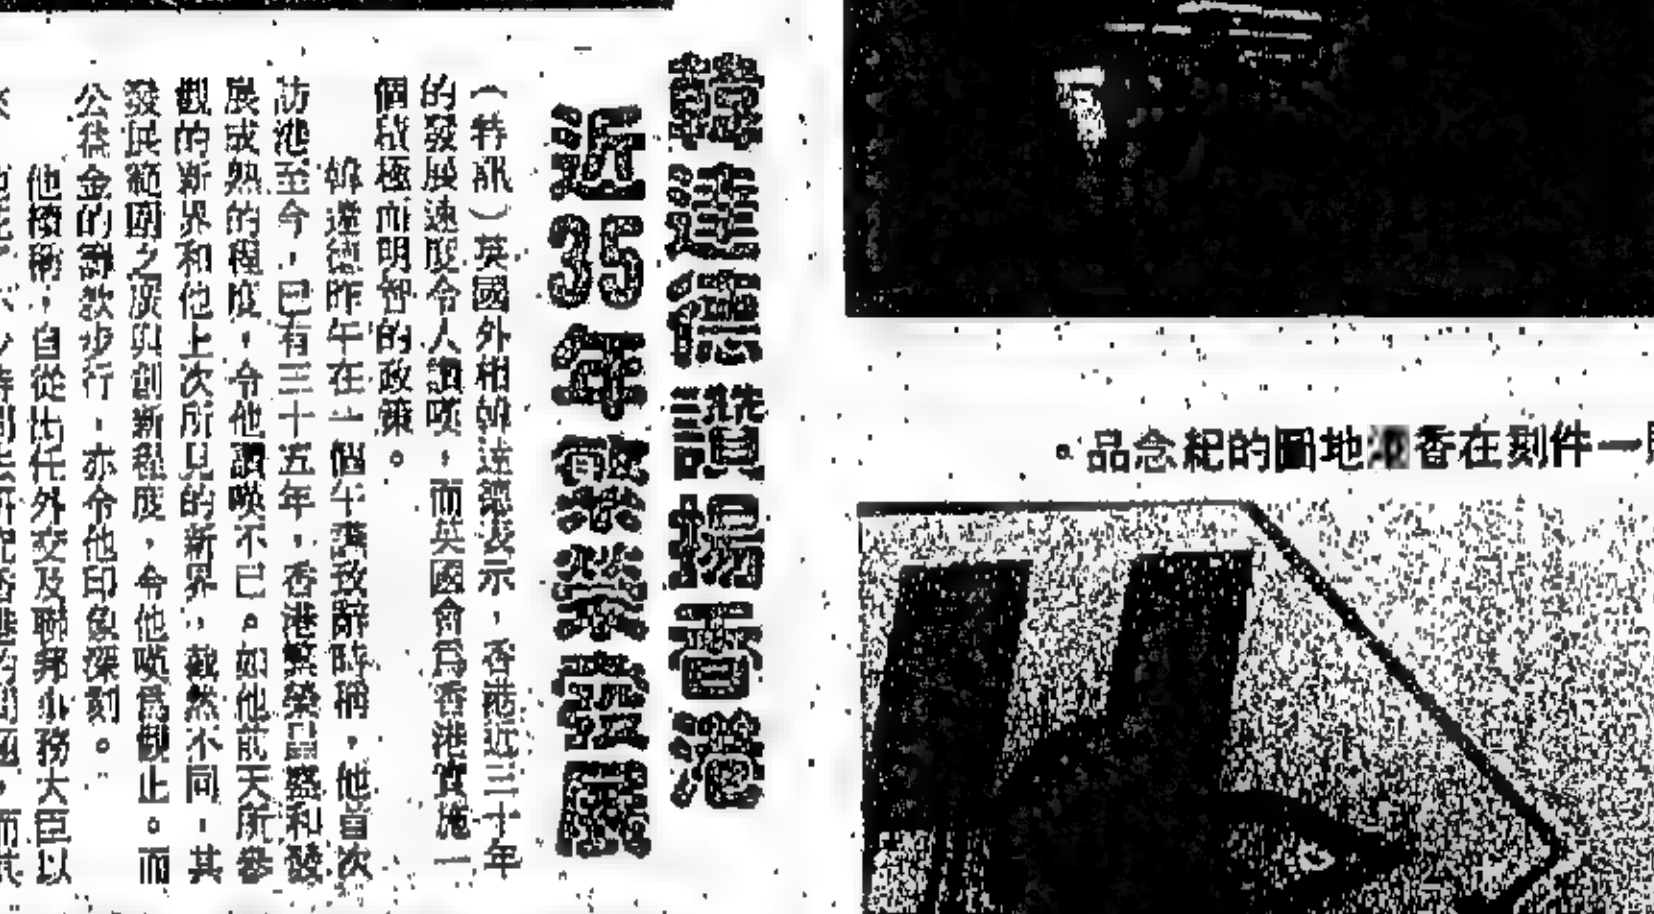 韓達德讚揚香港
近35年繁榮發展
（特訊）英國外相韓達德表示，香港近三十年
的發展速度令人讚嘆，而英國會爲香港實施一
個積極而明智的政策。
韓達德昨午在一個午讌致辭時稱，他首次
訪港至今，已有三十五年，香港繁榮昌盛和發
展成熟的程度，令他讚嘆不已。如他前天所參
觀的新界和他上次所見的新界，截然不同，其
發展範圍之廣與創新程度，令他嘆爲觀止。而
公益金的籌款步行，亦令他印象深刻。
他續稱，自從出任外交及聯邦事務大臣以
。品念紀的圖地港香在刻件一